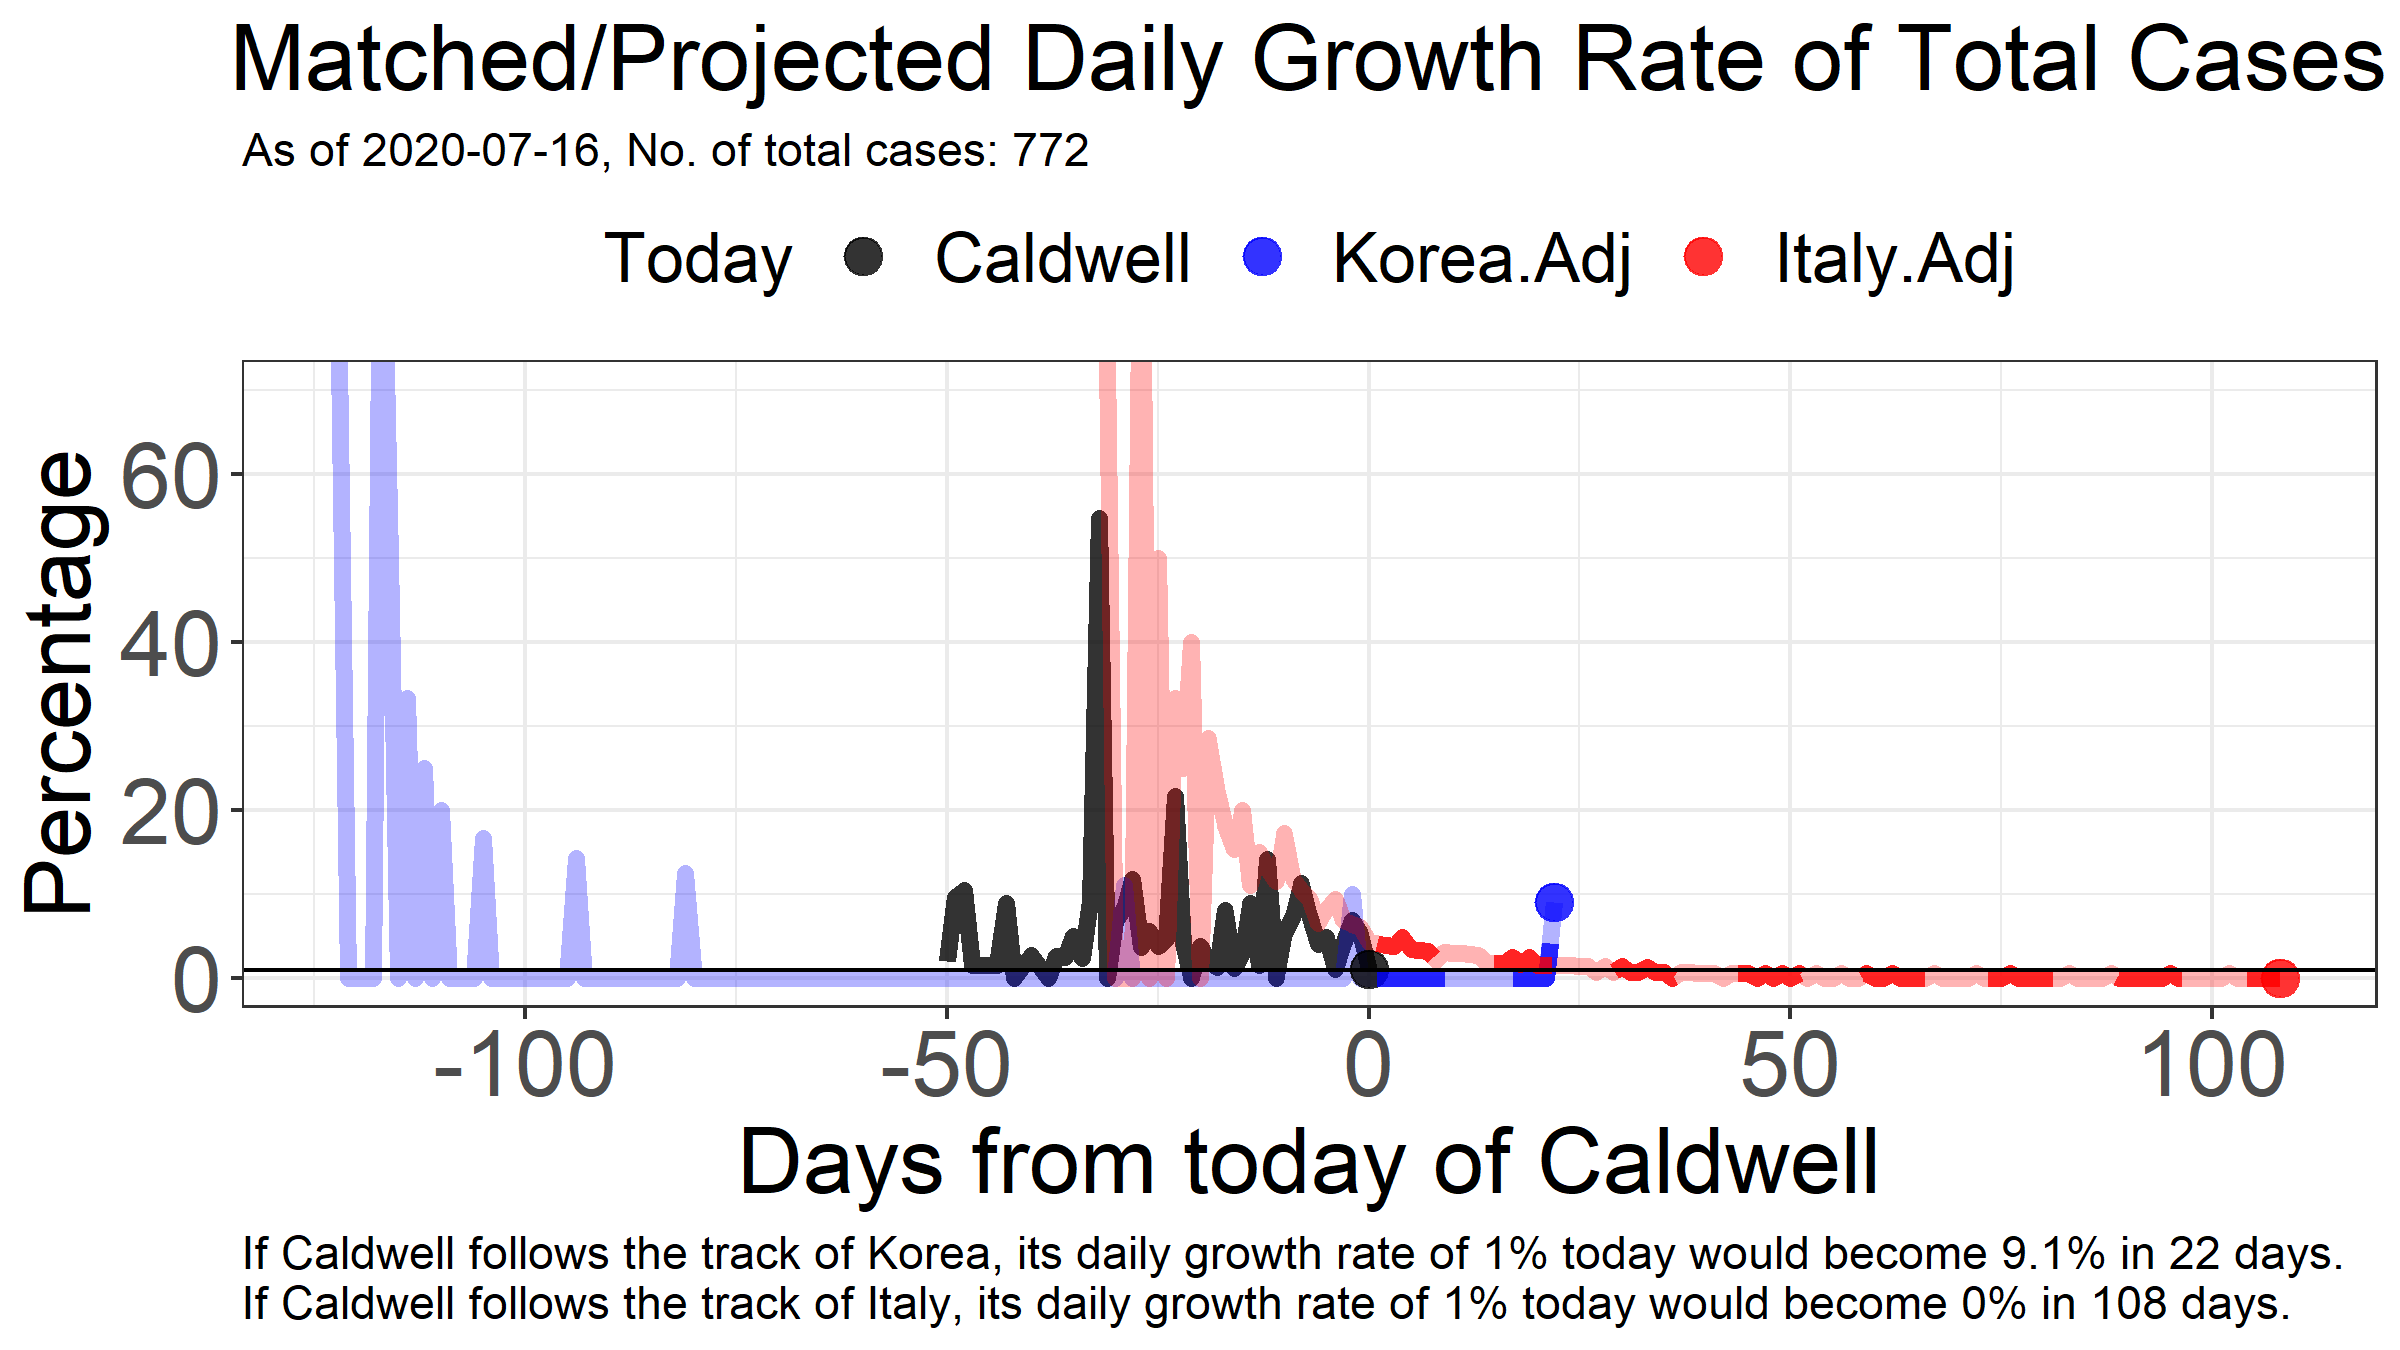 Matched/Projected Daily Growth Rate of Total Cases
As of 2020-07-16, No. of total cases: 772
Today Caldwell Korea.Adj Italy.Adj
Percentage
60
40
20
0
-100 -50 0 50 100
Days from today of Caldwell
If Caldwell follows the track of Korea, its daily growth rate of 1% today would become 9.1% in 22 days.
If Caldwell follows the track of Italy, its daily growth rate of 1% today would become 0% in 108 days.